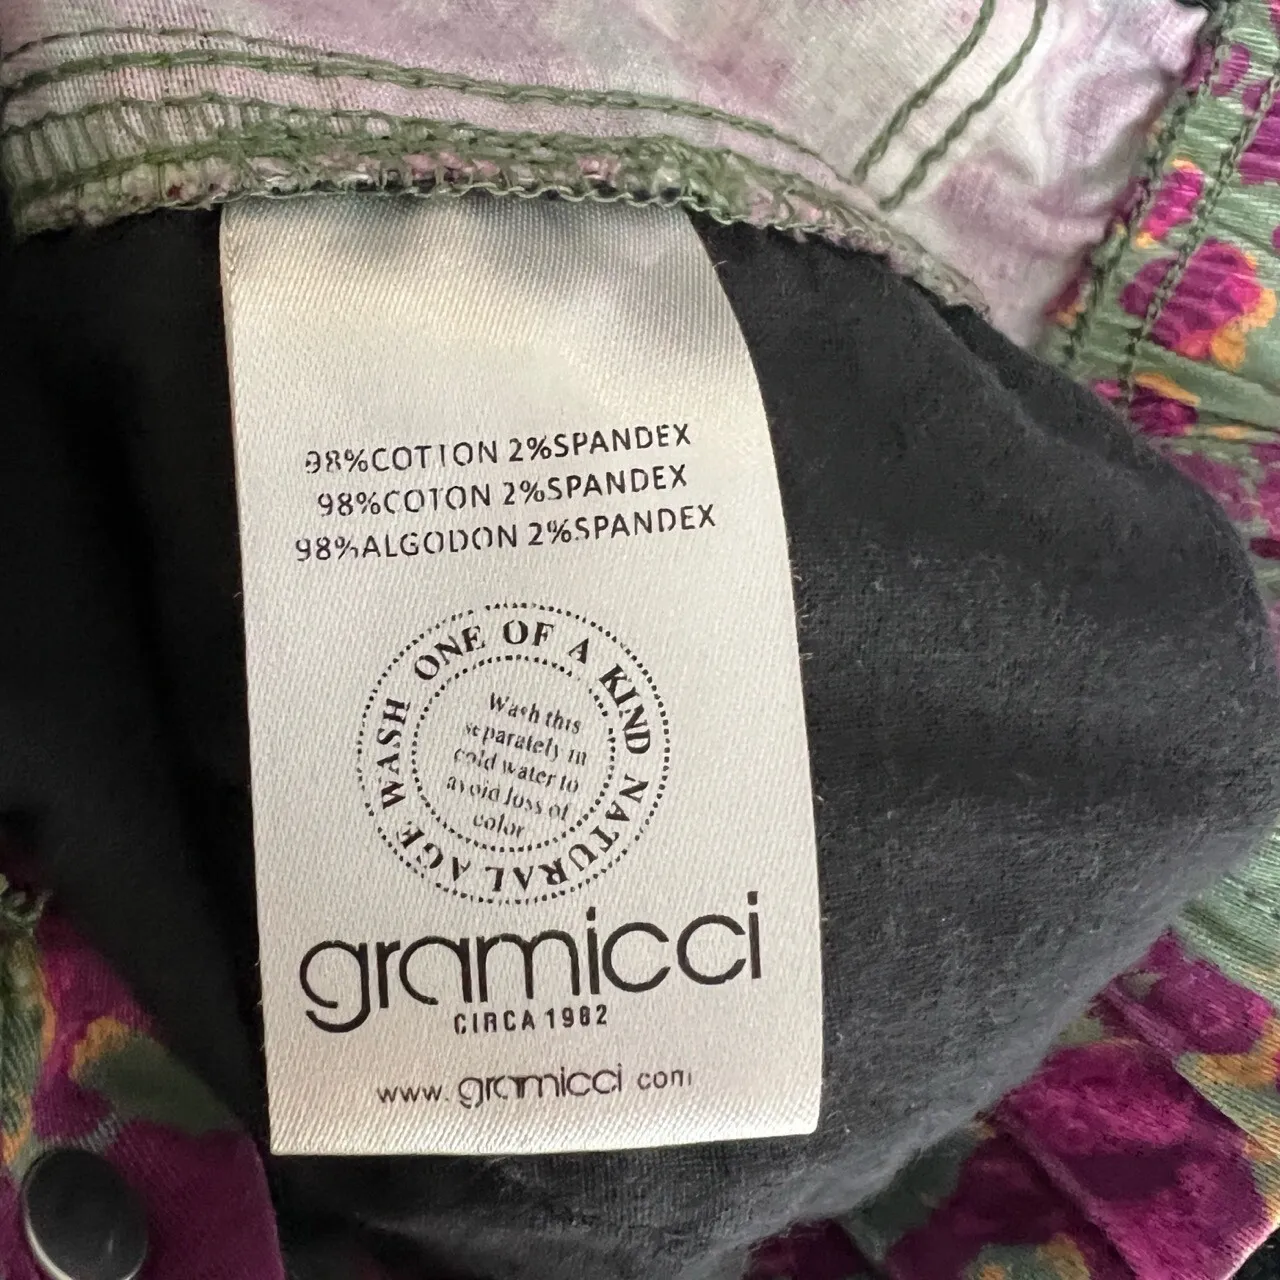 98%COTTON 2%SPANDEX
98%COTON 2%SPANDEX
98%ALGODON 2%SPANDEX
WASH ONE OF A KIND NATURAL AGE
Wash this
separately in
cold water to
avoid loss of
color
gramicci
CIRCA 1982
www.gramicci com